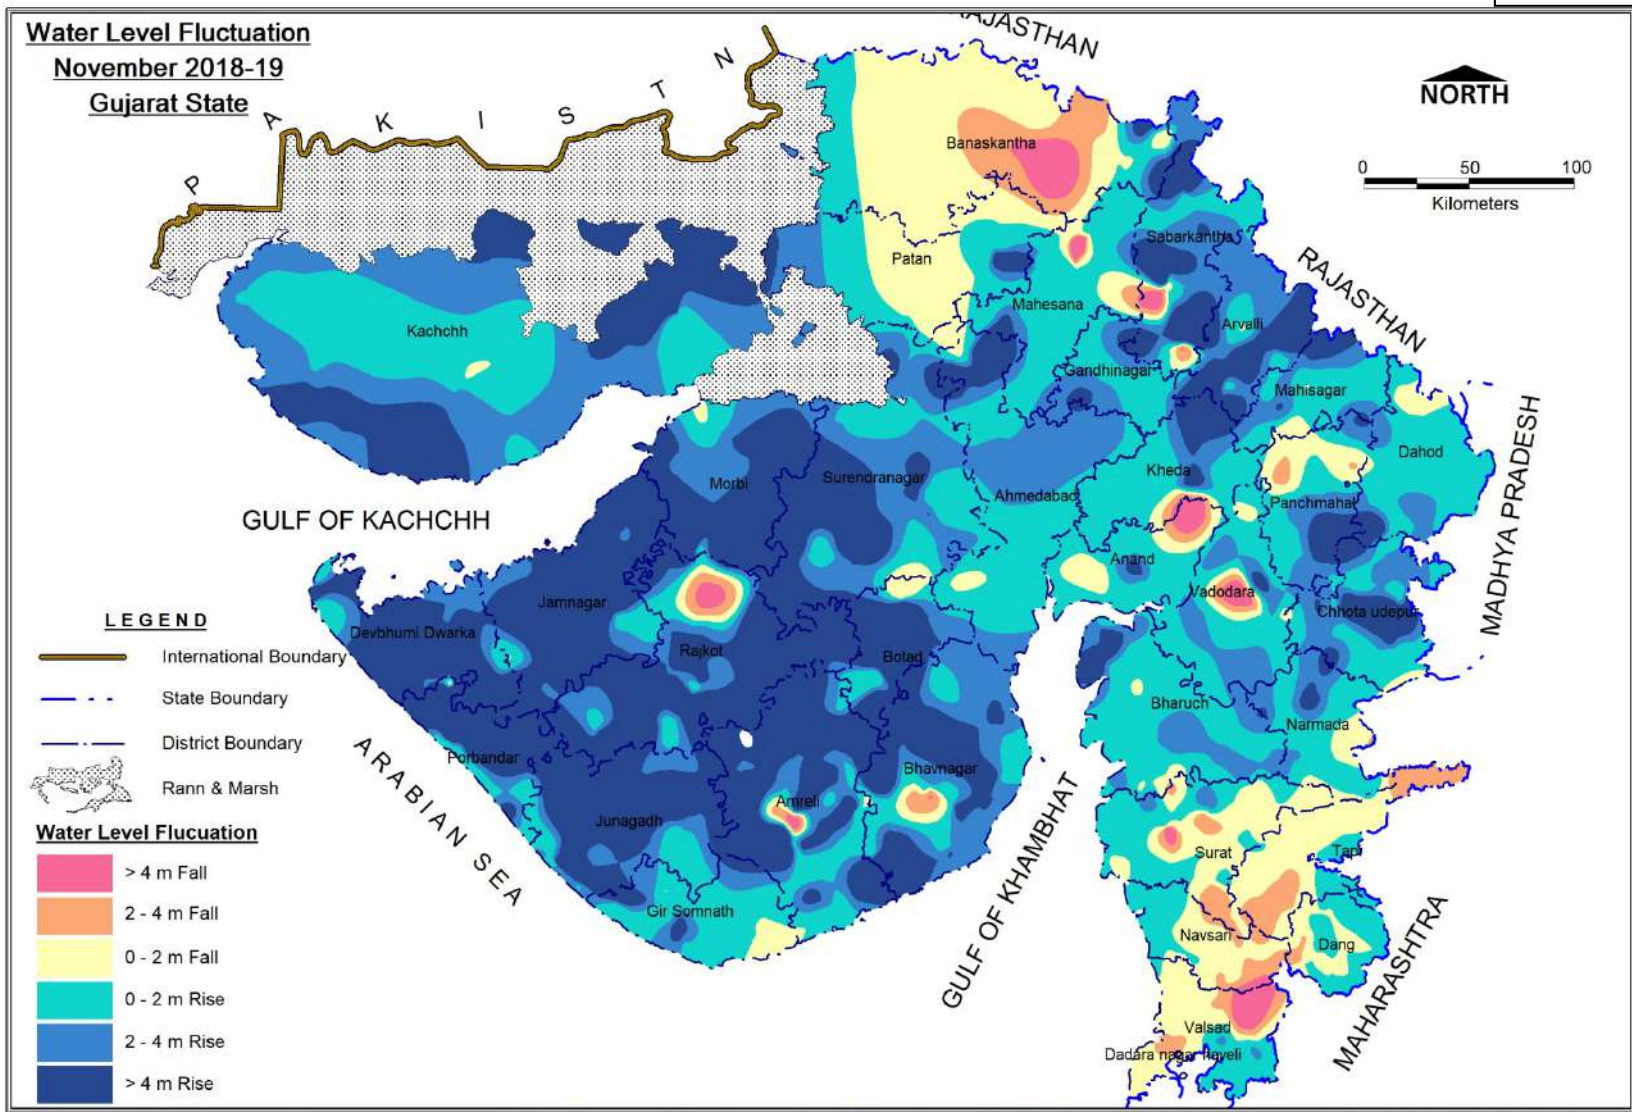 Water Level Fluctuation
November 2018-19
Gujarat State
P A K I S T N
RAJASTHAN
NORTH
0 50 100
Kilometers
Banaskantha
Patan
Sabarkantha
Mahesana
RAJASTHAN
Kachchh
Arvalli
Gandhinagar
Mahisagar
Dahod
Morbi
Surendranagar
Kheda
Ahmedabad
Panchmahal
GULF OF KACHCHH
Anand
MADHYA PRADESH
Jamnagar
Vadodara
Chhota udepur
Devbhumi Dwarka
Rajkot
Botad
Bharuch
Narmada
Porbandar
Bhavnagar
Amreli
Junagadh
ARABIAN SEA
Surat
Tapi
Gir Somnath
GULF OF KHAMBHAT
Navsari
Dang
MAHARASHTRA
Valsad
Dadara nagar haveli
LEGEND
International Boundary
State Boundary
District Boundary
Rann & Marsh
Water Level Flucuation
> 4 m Fall
2 - 4 m Fall
0 - 2 m Fall
0 - 2 m Rise
2 - 4 m Rise
> 4 m Rise